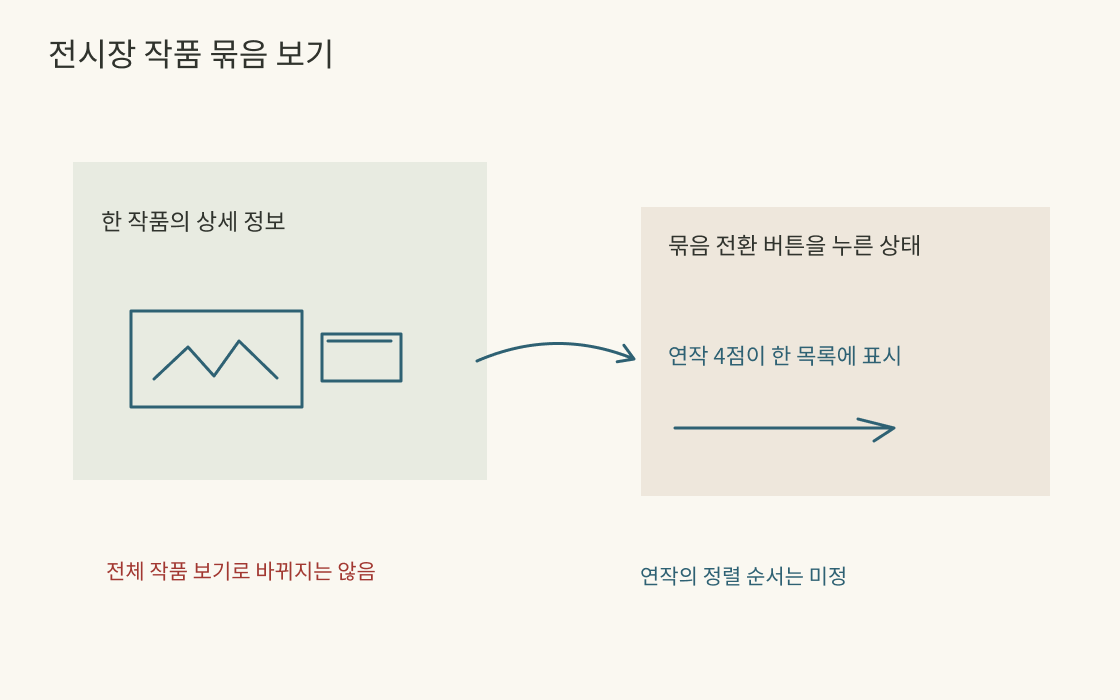 전시장 작품 묶음 보기
한 작품의 상세 정보
묶음 전환 버튼을 누른 상태
연작 4점이 한 목록에 표시
전체 작품 보기로 바뀌지는 않음
연작의 정렬 순서는 미정